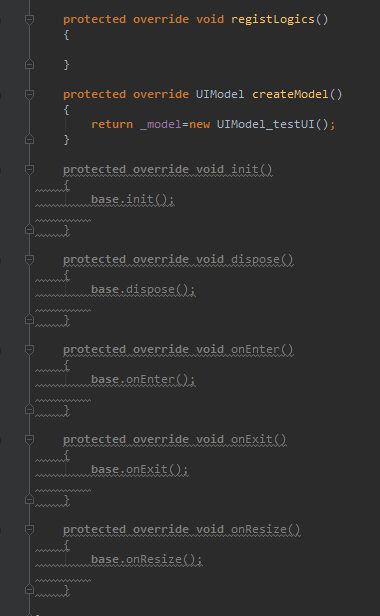 protected override void registLogics()
{
}
protected override UIModel createModel()
{
return _model=new UIModel_testUI();
}
protected override void init()
{
base.init();
}
protected override void dispose()
{
base.dispose();
}
protected override void onEnter()
{
base.onEnter();
}
protected override void onExit()
{
base.onExit();
}
protected override void onResize()
{
base.onResize();
}